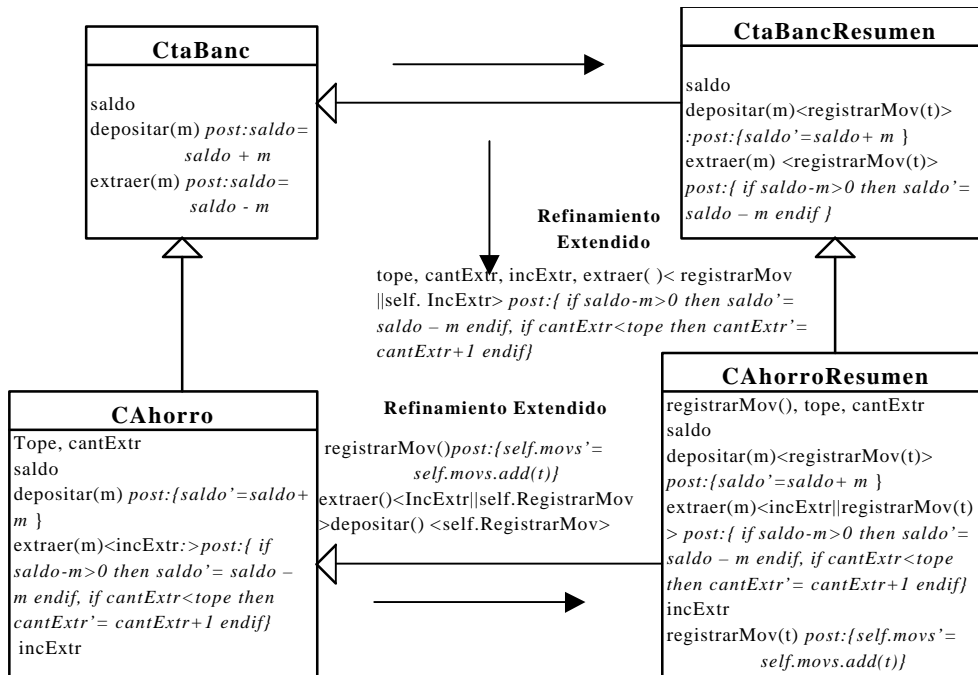 CtaBanc
saldo
depositar(m) post:saldo=
saldo + m
extraer(m) post:saldo=
saldo - m
CtaBancResumen
saldo
depositar(m)<registrarMov(t)>
:post:{saldo’=saldo+ m }
extraer(m) <registrarMov(t)>
post:{ if saldo-m>0 then saldo’=
saldo – m endif }
Refinamiento
Extendido
tope, cantExtr, incExtr, extraer( )< registrarMov
||self. IncExtr> post:{ if saldo-m>0 then saldo’=
saldo – m endif, if cantExtr<tope then cantExtr’=
cantExtr+1 endif}
CAhorro
Tope, cantExtr
saldo
depositar(m) post:{saldo’=saldo+
m }
extraer(m)<incExtr:>post:{ if
saldo-m>0 then saldo’= saldo –
m endif, if cantExtr<tope then
cantExtr’= cantExtr+1 endif}
incExtr
Refinamiento Extendido
registrarMov()post:{self.movs’=
self.movs.add(t)}
extraer()<IncExtr||self.RegistrarMov
>depositar() <self.RegistrarMov>
CAhorroResumen
registrarMov(), tope, cantExtr
saldo
depositar(m)<registrarMov(t)>
post:{saldo’=saldo+ m }
extraer(m)<incExtr||registrarMov(t)
> post:{ if saldo-m>0 then saldo’=
saldo – m endif, if cantExtr<tope
then cantExtr’= cantExtr+1 endif}
incExtr
registrarMov(t) post:{self.movs’=
self.movs.add(t)}